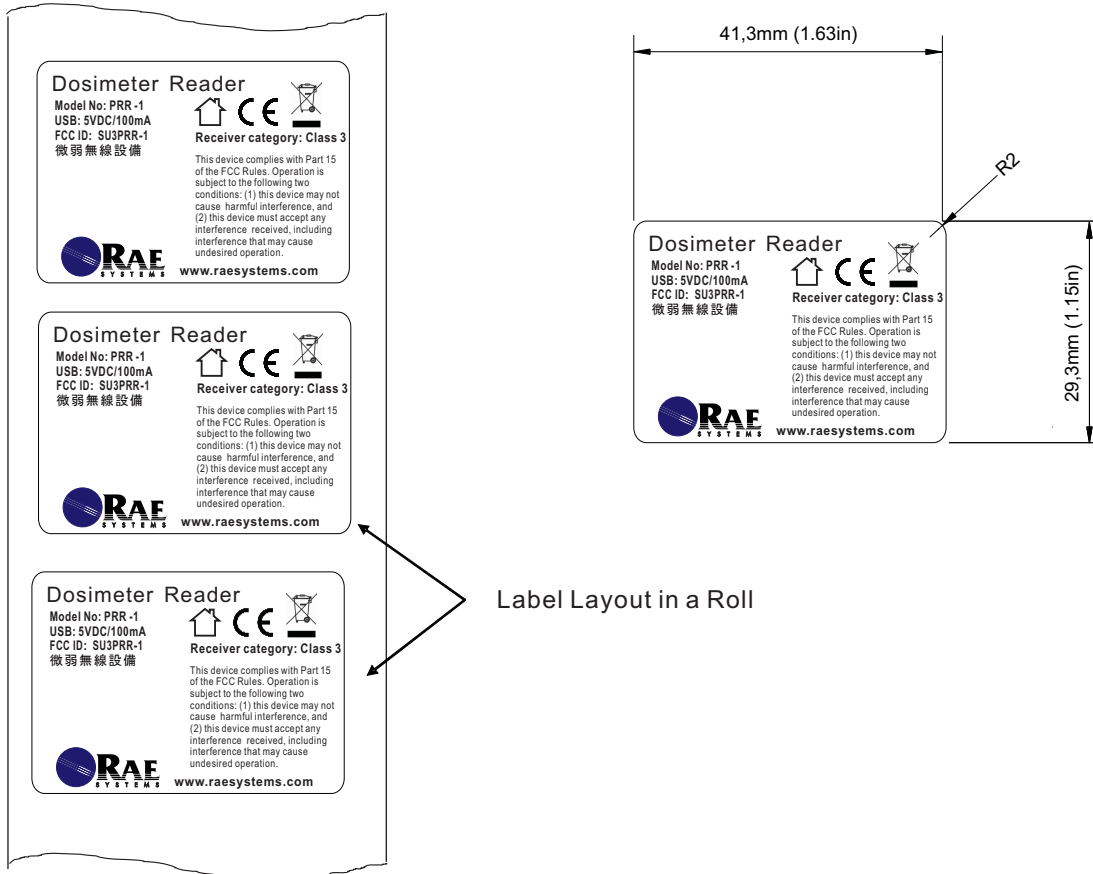 Dosimeter Reader
Model No: PRR -1
USB: 5VDC/100mA
FCC ID: SU3PRR-1
微弱無線設備
CE
Receiver category: Class 3
This device complies with Part 15
of the FCC Rules. Operation is
subject to the following two
conditions: (1) this device may not
cause harmful interference, and
(2) this device must accept any
interference received, including
interference that may cause
undesired operation.
RAE
SYSTEMS
www.raesystems.com
Dosimeter Reader
Model No: PRR -1
USB: 5VDC/100mA
FCC ID: SU3PRR-1
微弱無線設備
CE
Receiver category: Class 3
This device complies with Part 15
of the FCC Rules. Operation is
subject to the following two
conditions: (1) this device may not
cause harmful interference, and
(2) this device must accept any
interference received, including
interference that may cause
undesired operation.
RAE
SYSTEMS
www.raesystems.com
Dosimeter Reader
Model No: PRR -1
USB: 5VDC/100mA
FCC ID: SU3PRR-1
微弱無線設備
CE
Receiver category: Class 3
This device complies with Part 15
of the FCC Rules. Operation is
subject to the following two
conditions: (1) this device may not
cause harmful interference, and
(2) this device must accept any
interference received, including
interference that may cause
undesired operation.
RAE
SYSTEMS
www.raesystems.com
Label Layout in a Roll
41,3mm (1.63in)
R2
29,3mm (1.15in)
Dosimeter Reader
Model No: PRR -1
USB: 5VDC/100mA
FCC ID: SU3PRR-1
微弱無線設備
CE
Receiver category: Class 3
This device complies with Part 15
of the FCC Rules. Operation is
subject to the following two
conditions: (1) this device may not
cause harmful interference, and
(2) this device must accept any
interference received, including
interference that may cause
undesired operation.
RAE
SYSTEMS
www.raesystems.com